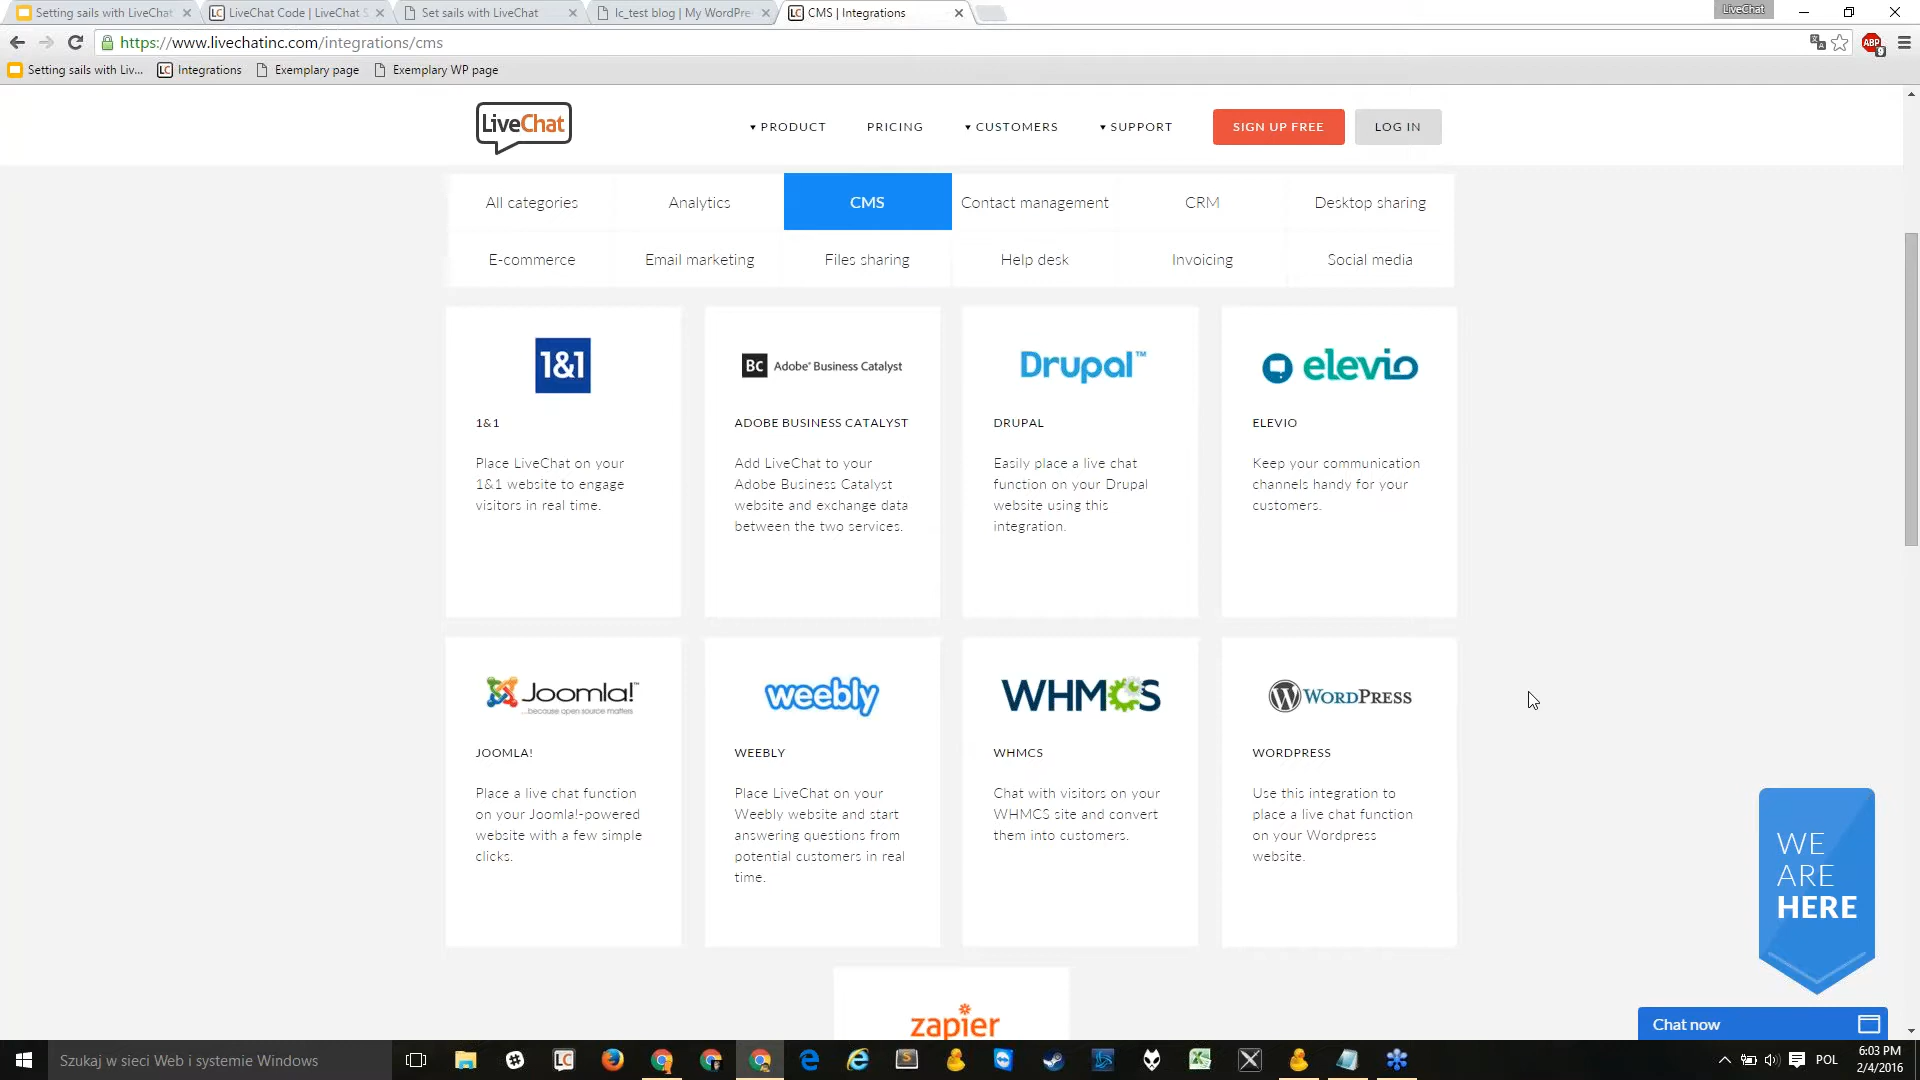 Setting sails with LiveChat
LiveChat Code | LiveChat S
Set sails with LiveChat
lc_test blog | My WordPre
CMS | Integrations
LiveChat
https://www.livechatinc.com/integrations/cms
ABP
9
Setting sails with Liv...
Integrations
Exemplary page
Exemplary WP page
LiveChat
PRODUCT
PRICING
CUSTOMERS
SUPPORT
SIGN UP FREE
LOG IN
All categories
Analytics
CMS
Contact management
CRM
Desktop sharing
E-commerce
Email marketing
Files sharing
Help desk
Invoicing
Social media
1&1
1&1
Place LiveChat on your
1&1 website to engage
visitors in real time.
Bc Adobe® Business Catalyst
ADOBE BUSINESS CATALYST
Add LiveChat to your
Adobe Business Catalyst
website and exchange data
between the two services.
Drupal™
DRUPAL
Easily place a live chat
function on your Drupal
website using this
integration.
elevio
ELEVIO
Keep your communication
channels handy for your
customers.
Joomla!™
...because open source matters
JOOMLA!
Place a live chat function
on your Joomla!-powered
website with a few simple
clicks.
weebly
WEEBLY
Place LiveChat on your
Weebly website and start
answering questions from
potential customers in real
time.
WHMCS
WHMCS
Chat with visitors on your
WHMCS site and convert
them into customers.
WORDPRESS
WORDPRESS
Use this integration to
place a live chat function
on your Wordpress
website.
zapier
WE
ARE
HERE
Chat now
Szukaj w sieci Web i systemie Windows
POL
6:03 PM
2/4/2016